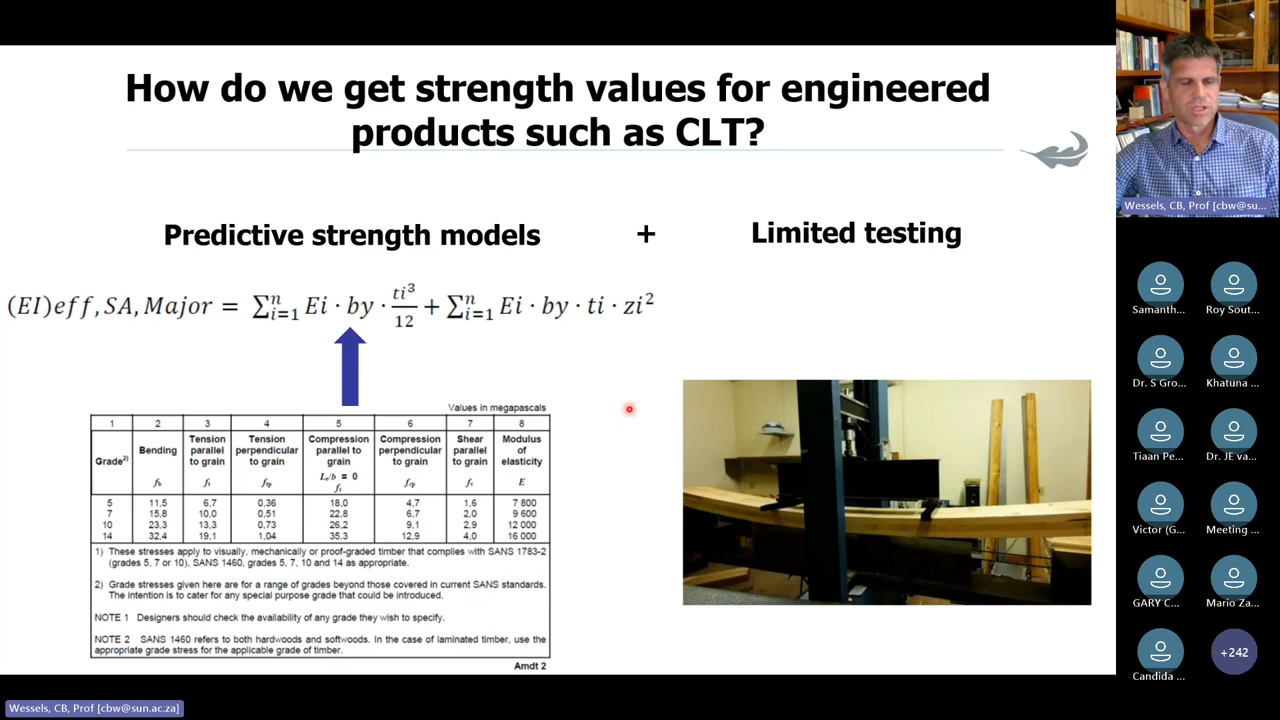 How do we get strength values for engineered
products such as CLT?
Predictive strength models + Limited testing
(EI)eff,SA,Major = ∑ⁿᵢ₌₁ Ei · by · ti³/12 + ∑ⁿᵢ₌₁ Ei · by · ti · zi²
Values in megapascals
1 2 3 4 5 6 7 8
Grade²⁾ Bending Tension parallel to grain Tension perpendicular to grain Compression parallel to grain Compression perpendicular to grain Shear parallel to grain Modulus of elasticity
5 11,5 6,7 0,36 18,0 4,7 1,6 7 800
7 15,8 10,0 0,51 22,8 6,7 2,0 9 600
10 23,3 13,3 0,73 26,2 9,1 2,9 12 000
14 32,4 19,1 1,04 35,3 12,9 4,0 16 000
1) These stresses apply to visually, mechanically or proof-graded timber that complies with SANS 1783-2
(grades 5, 7 or 10), SANS 1460, grades 5, 7, 10 and 14 as appropriate.
2) Grade stresses given here are for a range of grades beyond those covered in current SANS standards.
The intention is to cater for any special purpose grade that could be introduced.
NOTE 1 Designers should check the availability of any grade they wish to specify.
NOTE 2 SANS 1460 refers to both hardwoods and softwoods. In the case of laminated timber, use the
appropriate grade stress for the applicable grade of timber.
Amdt 2
Wessels, CB, Prof [cbw@su...
Samanth... Roy Sout...
Dr. S Gro... Khatuna ...
Tiaan Pe... Dr. JE va...
Victor (G... Meeting ...
GARY C... Mario Za...
Candida ... +242
Wessels, CB, Prof [cbw@sun.ac.za]